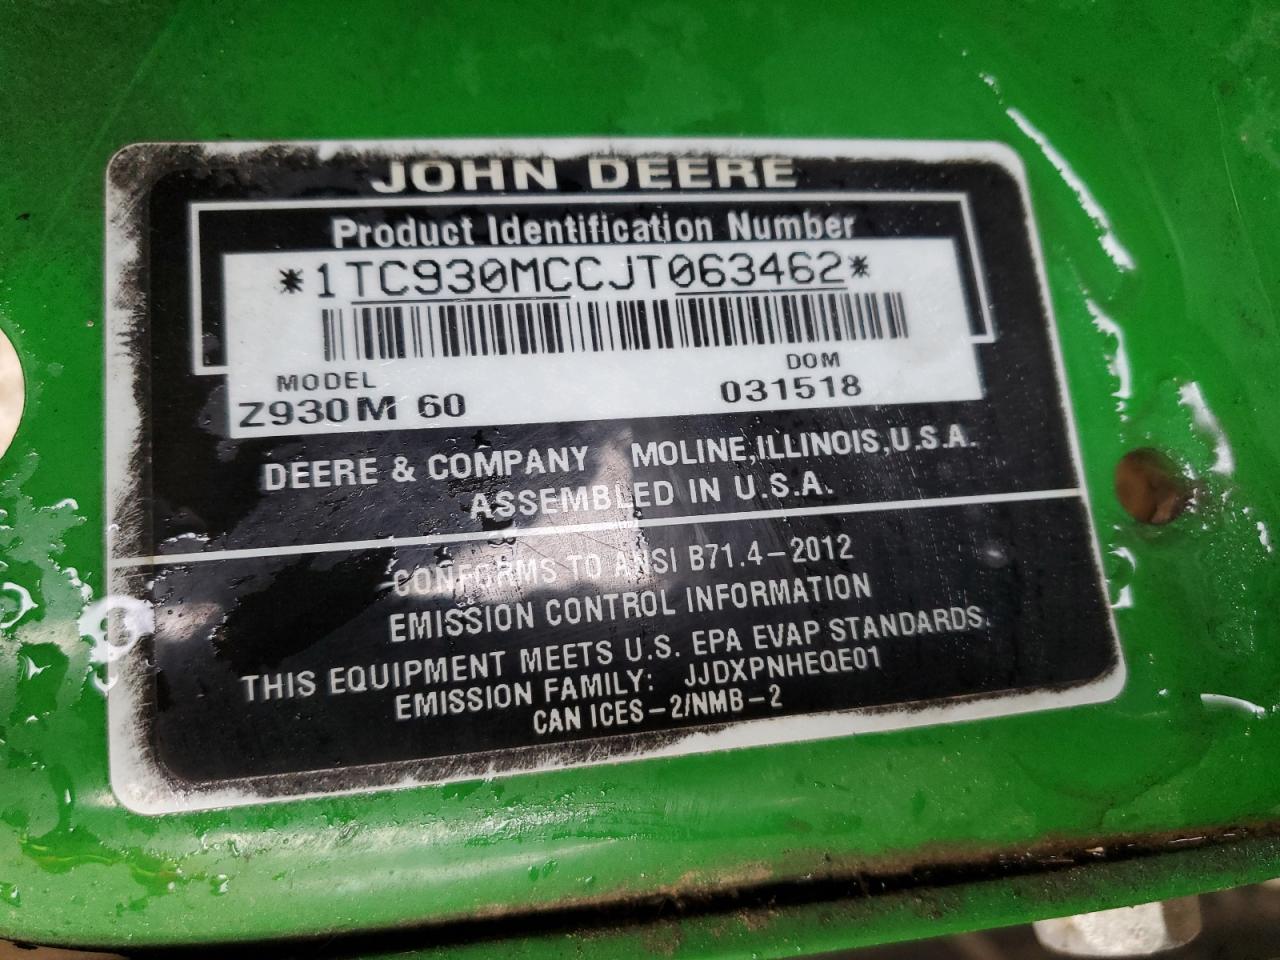 JOHN DEERE
Product Identification Number
*1TC930MCCJT063462*
MODEL DOM
Z930M 60 031518
DEERE & COMPANY MOLINE, ILLINOIS, U.S.A.
ASSEMBLED IN U.S.A.
CONFORMS TO ANSI B71.4-2012
EMISSION CONTROL INFORMATION
THIS EQUIPMENT MEETS U.S. EPA EVAP STANDARDS.
EMISSION FAMILY: JJDXPNHEQE01
CAN ICES-2/NMB-2